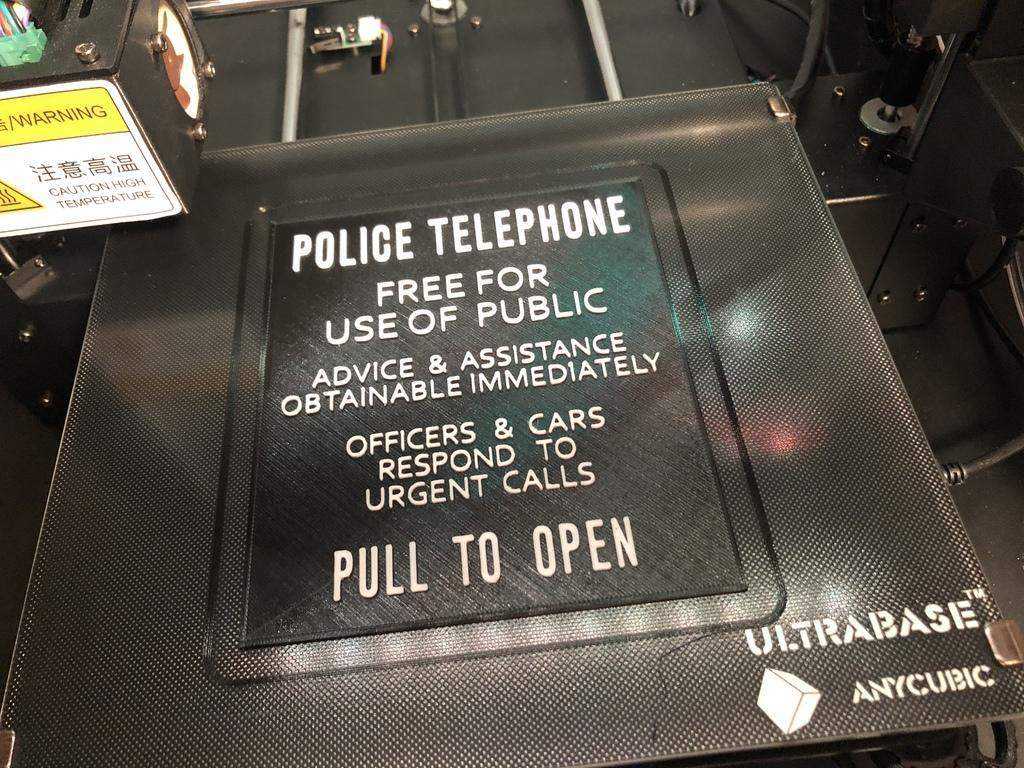 /WARNING
注意高温
CAUTION HIGH
TEMPERATURE
POLICE TELEPHONE
FREE FOR
USE OF PUBLIC
ADVICE & ASSISTANCE
OBTAINABLE IMMEDIATELY
OFFICERS & CARS
RESPOND TO
URGENT CALLS
PULL TO OPEN
ULTRABASE™
ANYCUBIC